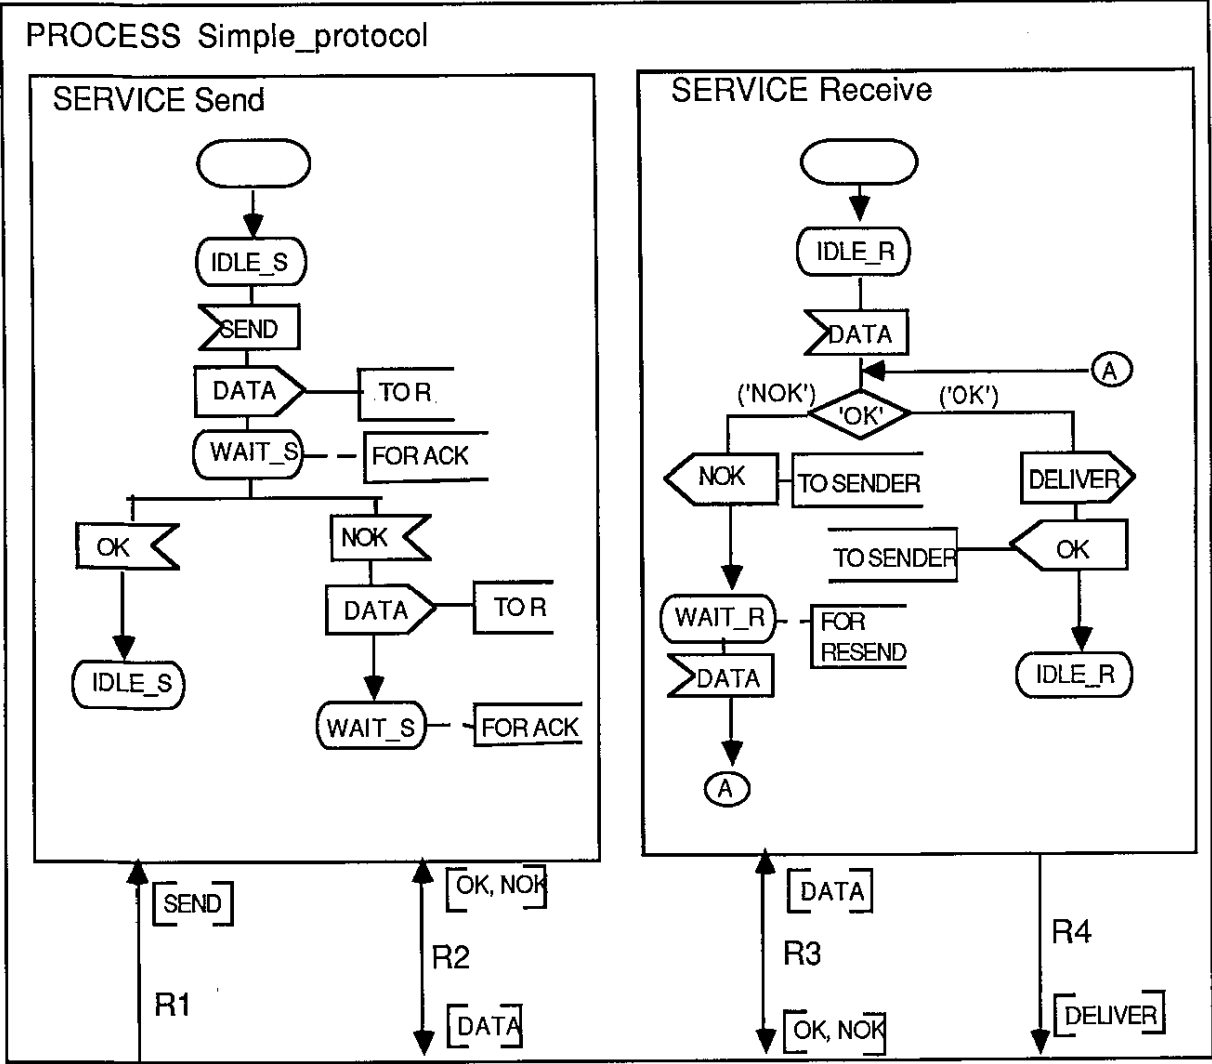 PROCESS Simple_protocol
SERVICE Send
IDLE_S
SEND
DATA
TO R
WAIT_S
FOR ACK
OK
NOK
DATA
TO R
IDLE_S
WAIT_S
FOR ACK
SERVICE Receive
IDLE_R
DATA
A
('NOK')
'OK'
('OK')
NOK
TO SENDER
DELIVER
TO SENDER
OK
WAIT_R
FOR
RESEND
IDLE_R
DATA
A
[SEND]
R1
[OK, NOK]
R2
[DATA]
[DATA]
R3
[OK, NOK]
R4
[DELIVER]